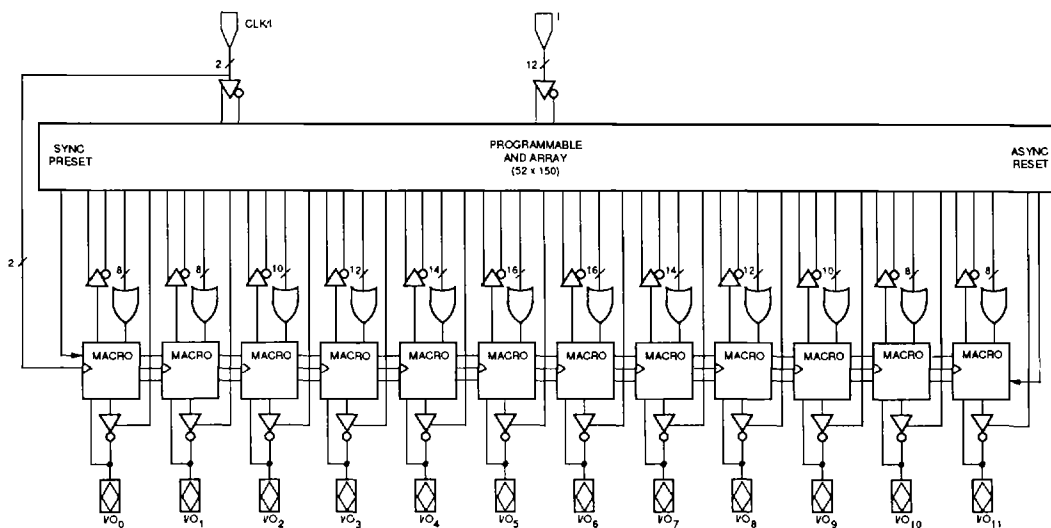 CLK/I
I
2
12
SYNC PRESET
PROGRAMMABLE AND ARRAY (52 x 150)
ASYNC RESET
2
8 8 10 12 14 16 16 14 12 10 8 8
MACRO MACRO MACRO MACRO MACRO MACRO MACRO MACRO MACRO MACRO MACRO MACRO
I/O0 I/O1 I/O2 I/O3 I/O4 I/O5 I/O6 I/O7 I/O8 I/O9 I/O10 I/O11